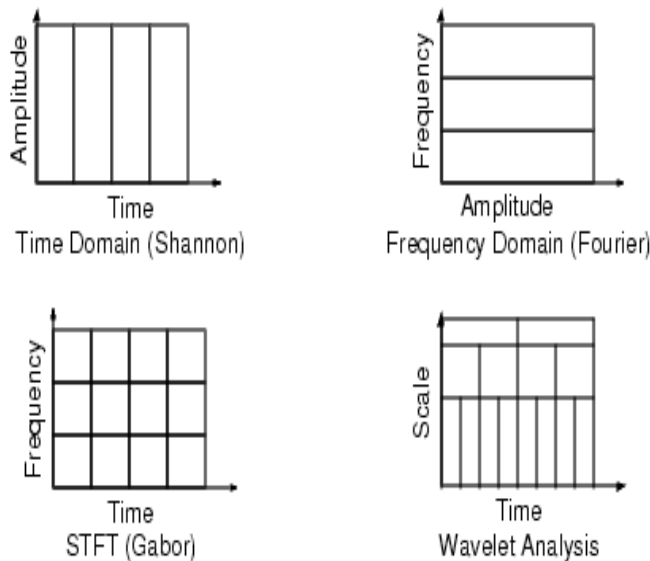 Amplitude
Time
Time Domain (Shannon)
Frequency
Amplitude
Frequency Domain (Fourier)
Frequency
Time
STFT (Gabor)
Scale
Time
Wavelet Analysis